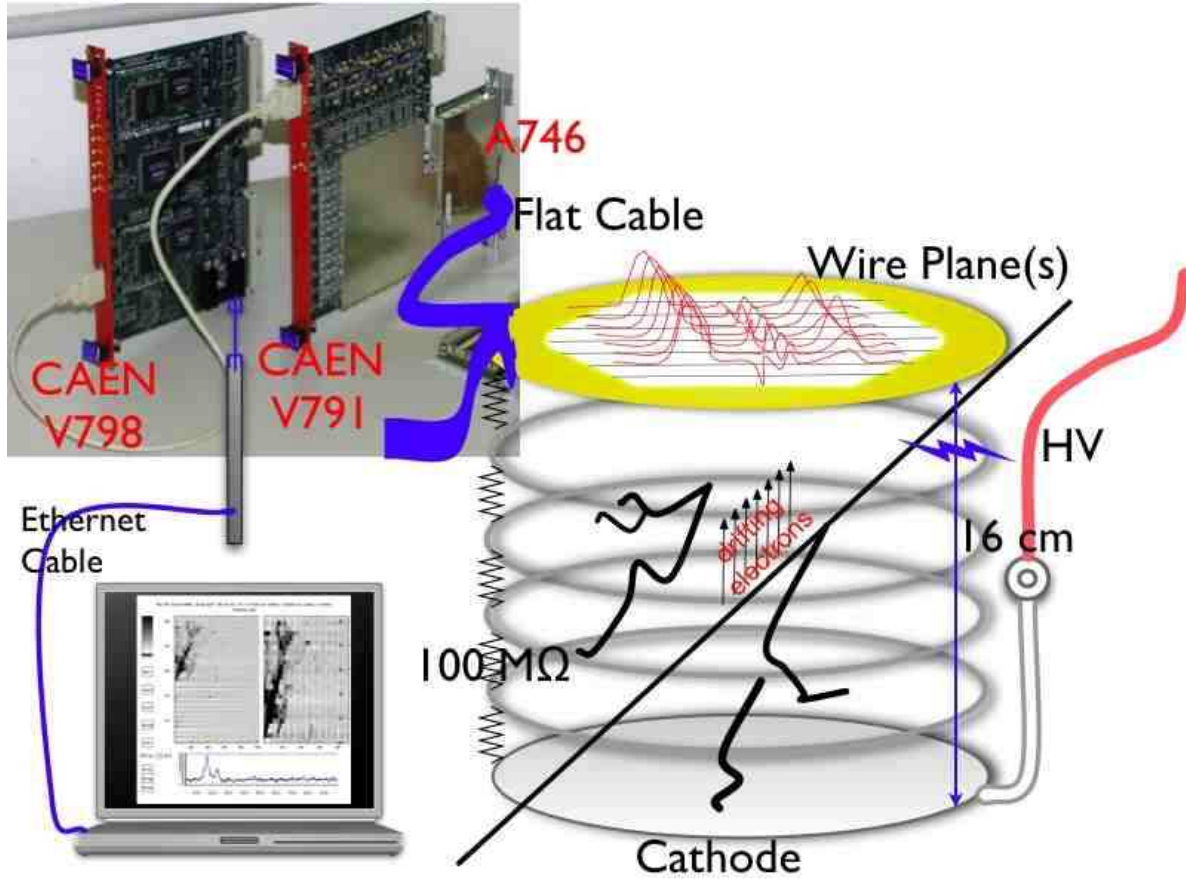 A746
Flat Cable
Wire Plane(s)
CAEN
V798
CAEN
V791
HV
Ethernet
Cable
drifting
electrons
16 cm
100 MΩ
Cathode